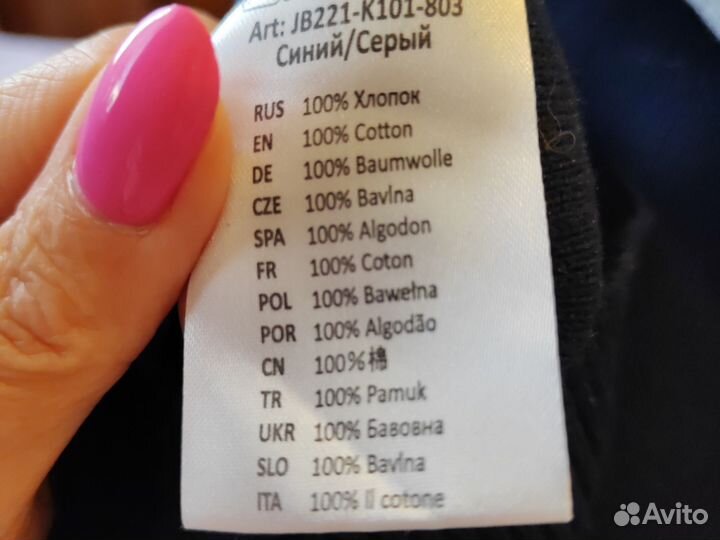 Art: JB221-K101-803
Синий/Серый
RUS 100% Хлопок
EN 100% Cotton
DE 100% Baumwolle
CZE 100% Bavlna
SPA 100% Algodon
FR 100% Coton
POL 100% Bawełna
POR 100% Algodão
CN 100%棉
TR 100% Pamuk
UKR 100% Бавовна
SLO 100% Bavlna
ITA 100% Il cotone
Avito